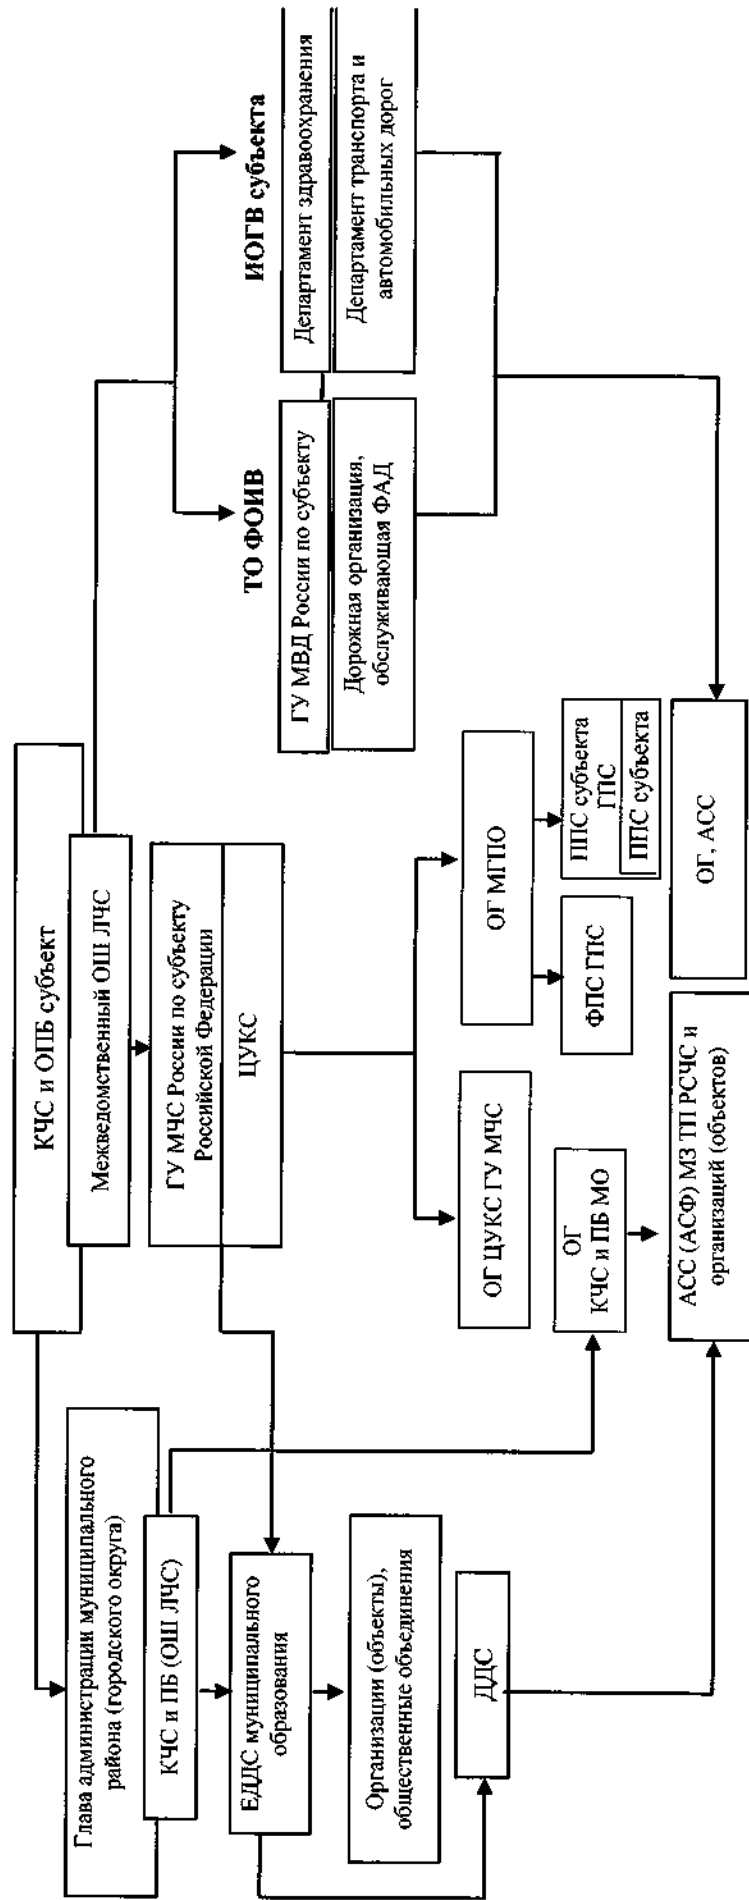 КЧС и ОПБ субъект
Межведомственный ОШ ЛЧС
Глава администрации муниципального
района (городского округа)
КЧС и ПБ (ОШ ЛЧС)
ГУ МЧС России по субъекту
Российской Федерации
ЦУКС
ТО ФОИВ
ИОГВ субъекта
ГУ МВД России по субъекту
Дорожная организация,
обслуживающая ФАД
Департамент здравоохранения
Департамент транспорта и
автомобильных дорог
ЕДДС муниципального
образования
Организации (объекты),
общественные объединения
ДДС
ОГ ЦУКС ГУ МЧС
ОГ МГПО
ОГ
КЧС и ПБ МО
ФПС ГПС
ППС субъекта
ГПС
ППС субъекта
АСС (АСФ) МЗ ТП РСЧС и
организаций (объектов)
ОГ, АСС